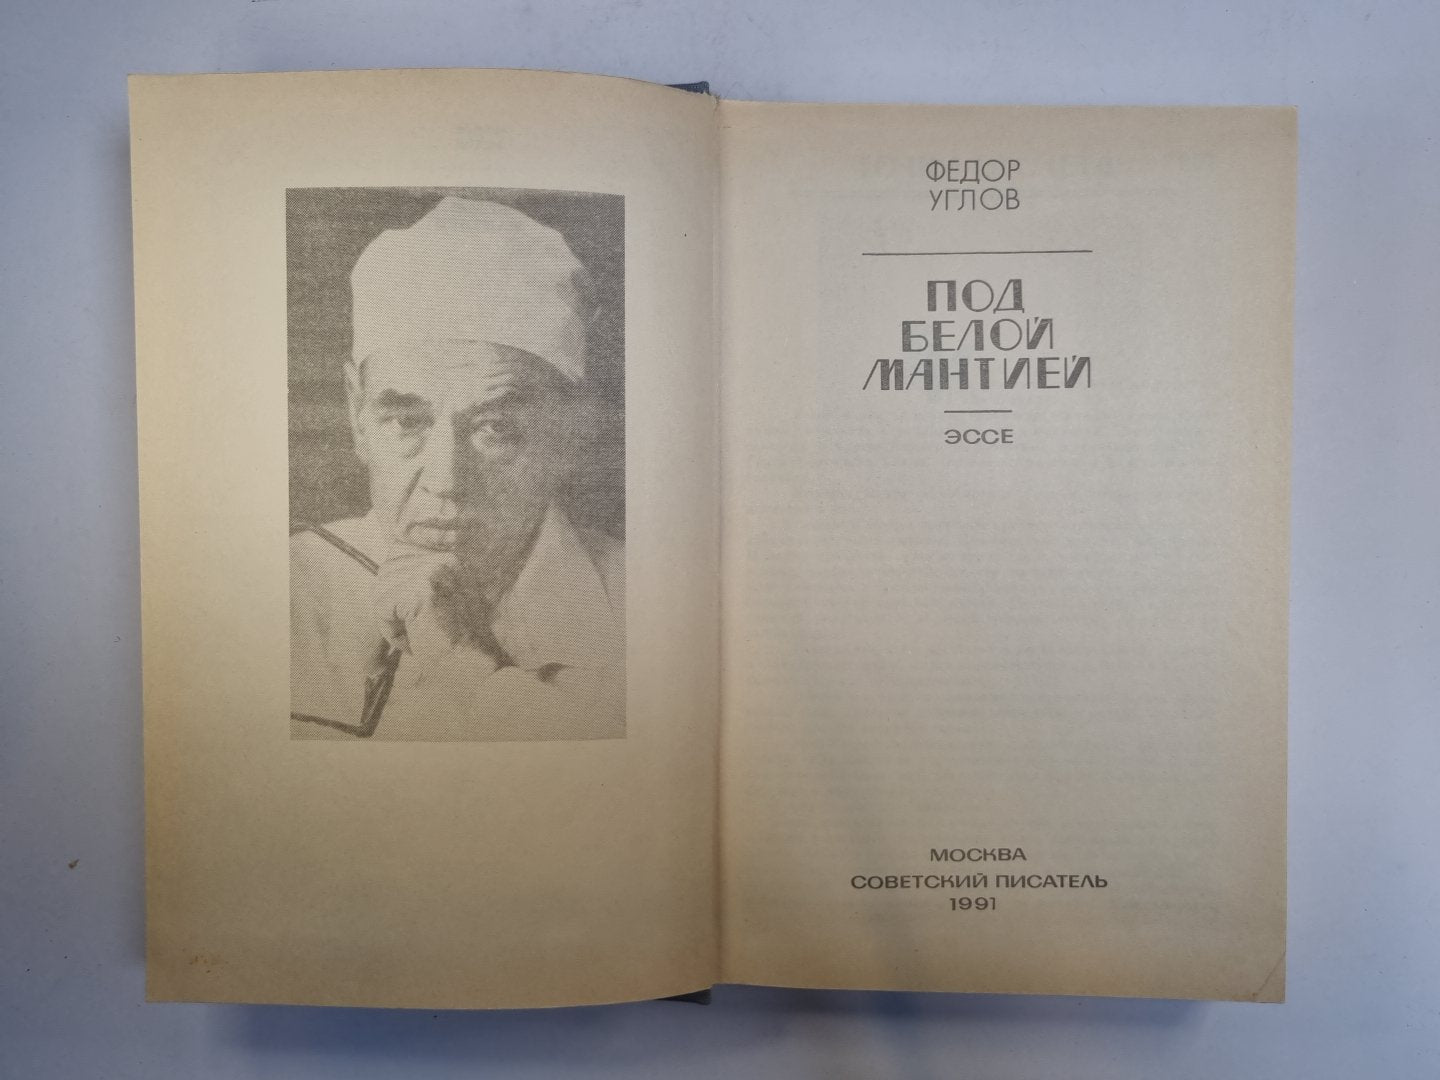 ФЕДОР
УГЛОВ
ПОД
БЕЛОЙ
МАНТИЕЙ
ЭССЕ
МОСКВА
СОВЕТСКИЙ ПИСАТЕЛЬ
1991